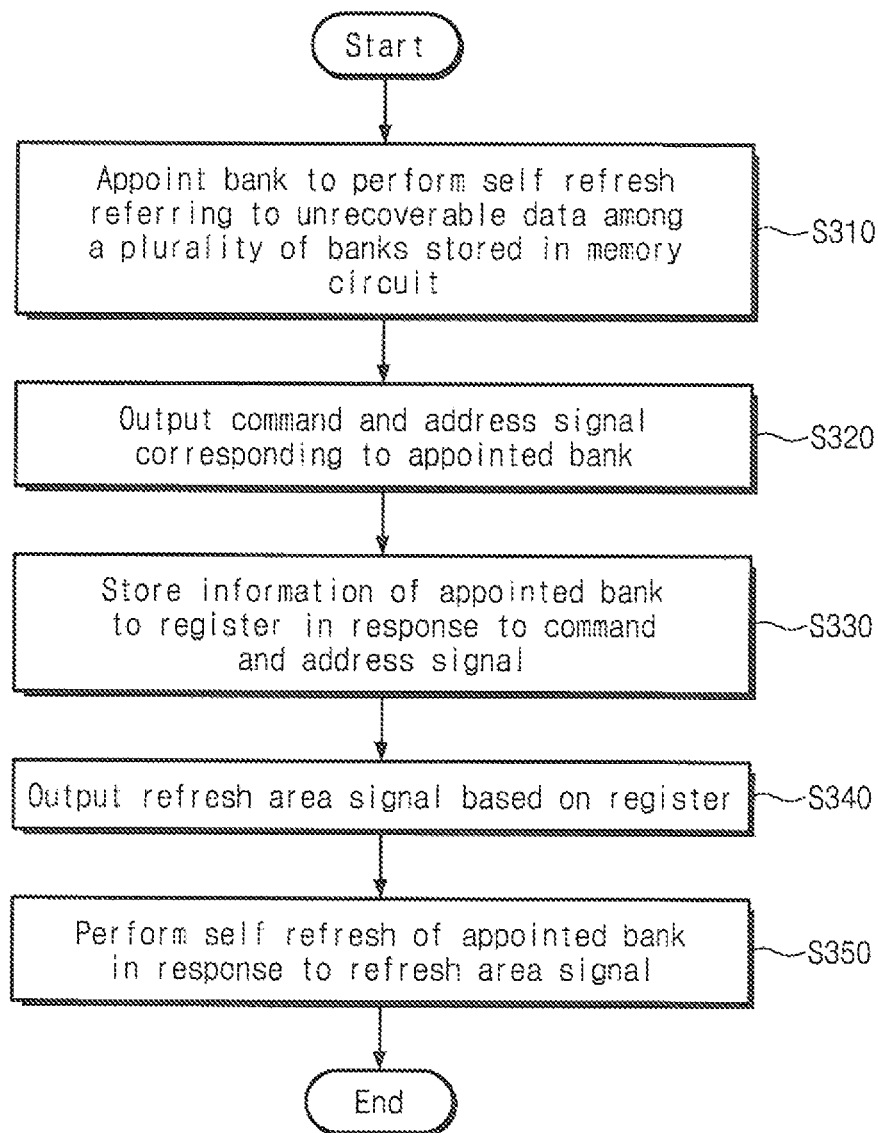 Start
Appoint bank to perform self refresh
referring to unrecoverable data among
a plurality of banks stored in memory
circuit
S310
Output command and address signal
corresponding to appointed bank
S320
Store information of appointed bank
to register in response to command
and address signal
S330
Output refresh area signal based on register
S340
Perform self refresh of appointed bank
in response to refresh area signal
S350
End